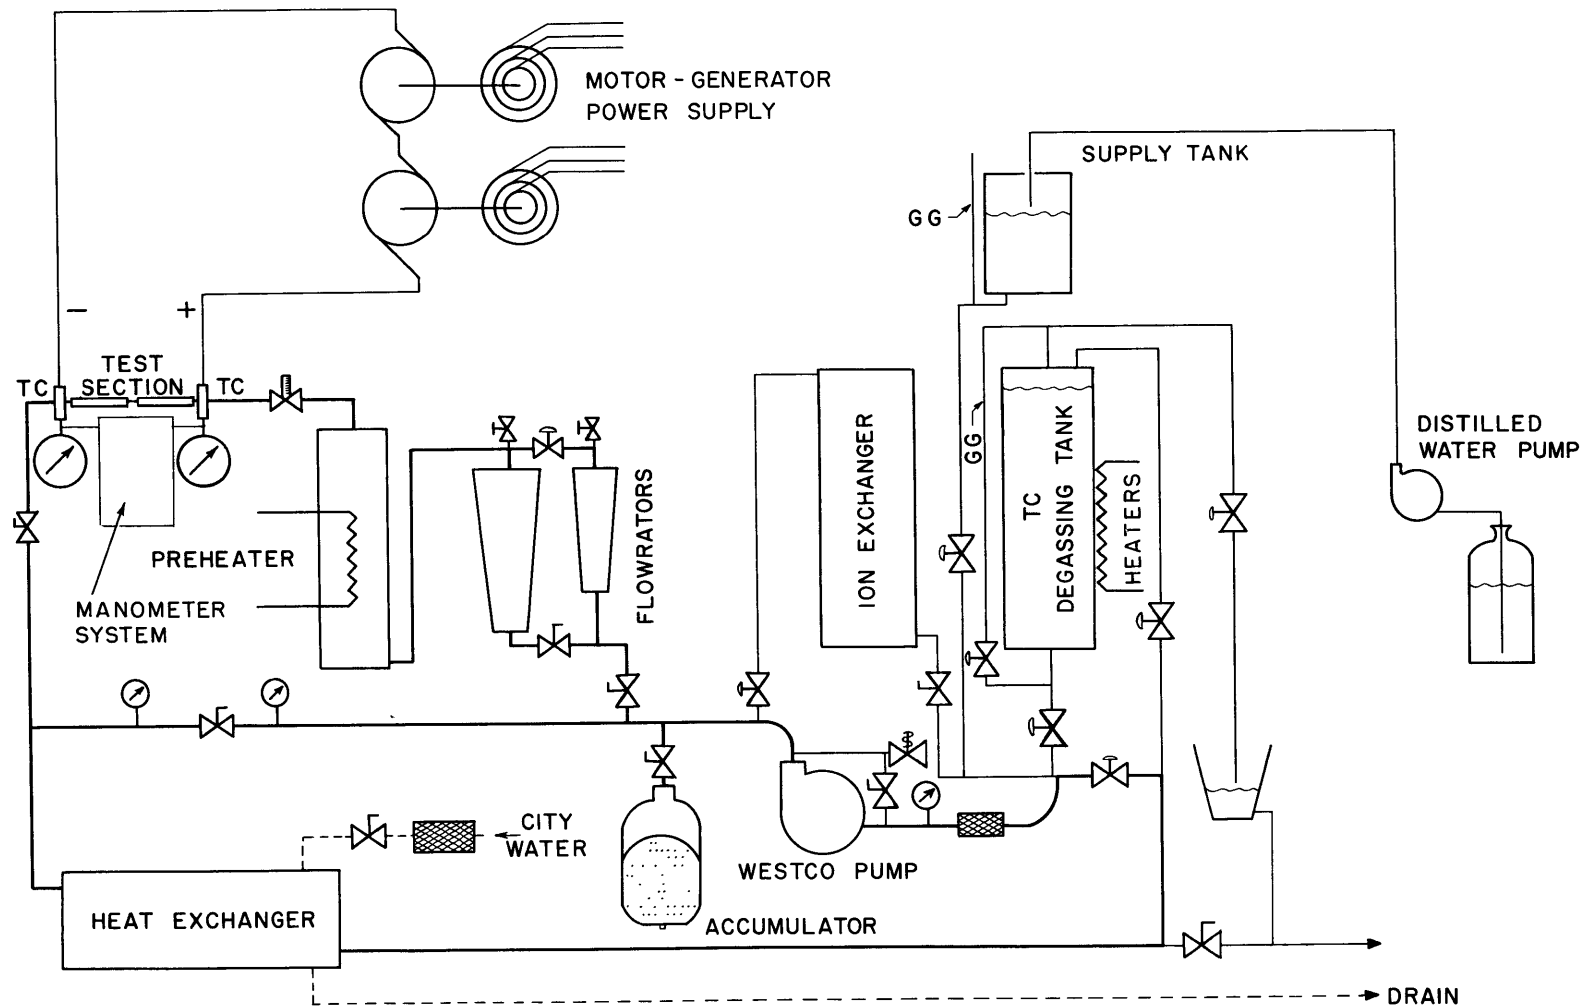 MOTOR - GENERATOR
POWER SUPPLY
SUPPLY TANK
GG
− +
TEST
TC SECTION TC
DISTILLED
WATER PUMP
PREHEATER
MANOMETER
SYSTEM
FLOWRATORS
ION EXCHANGER
GG
TC
DEGASSING TANK
HEATERS
CITY
WATER
WESTCO PUMP
HEAT EXCHANGER
ACCUMULATOR
DRAIN